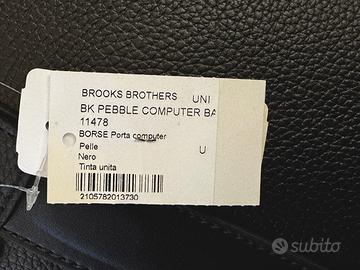 BROOKS BROTHERS UNI
BK PEBBLE COMPUTER BA
11478
BORSE Porta computer
Pelle U
Nero
Tinta unita
2105782013730
subito